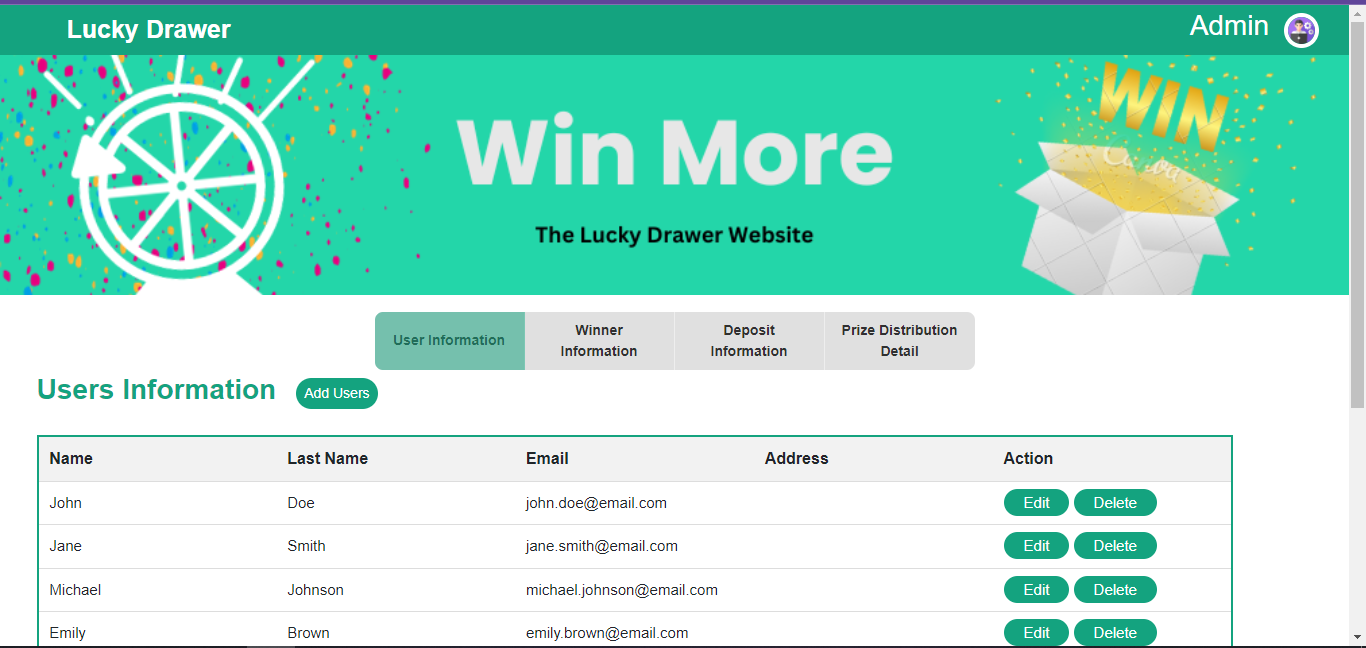 Lucky Drawer
Admin
WIN
Canva
Win More
The Lucky Drawer Website
User Information
Winner
Information
Deposit
Information
Prize Distribution
Detail
Users Information
Add Users
Name Last Name Email Address Action
John Doe john.doe@email.com Edit Delete
Jane Smith jane.smith@email.com Edit Delete
Michael Johnson michael.johnson@email.com Edit Delete
Emily Brown emily.brown@email.com Edit Delete